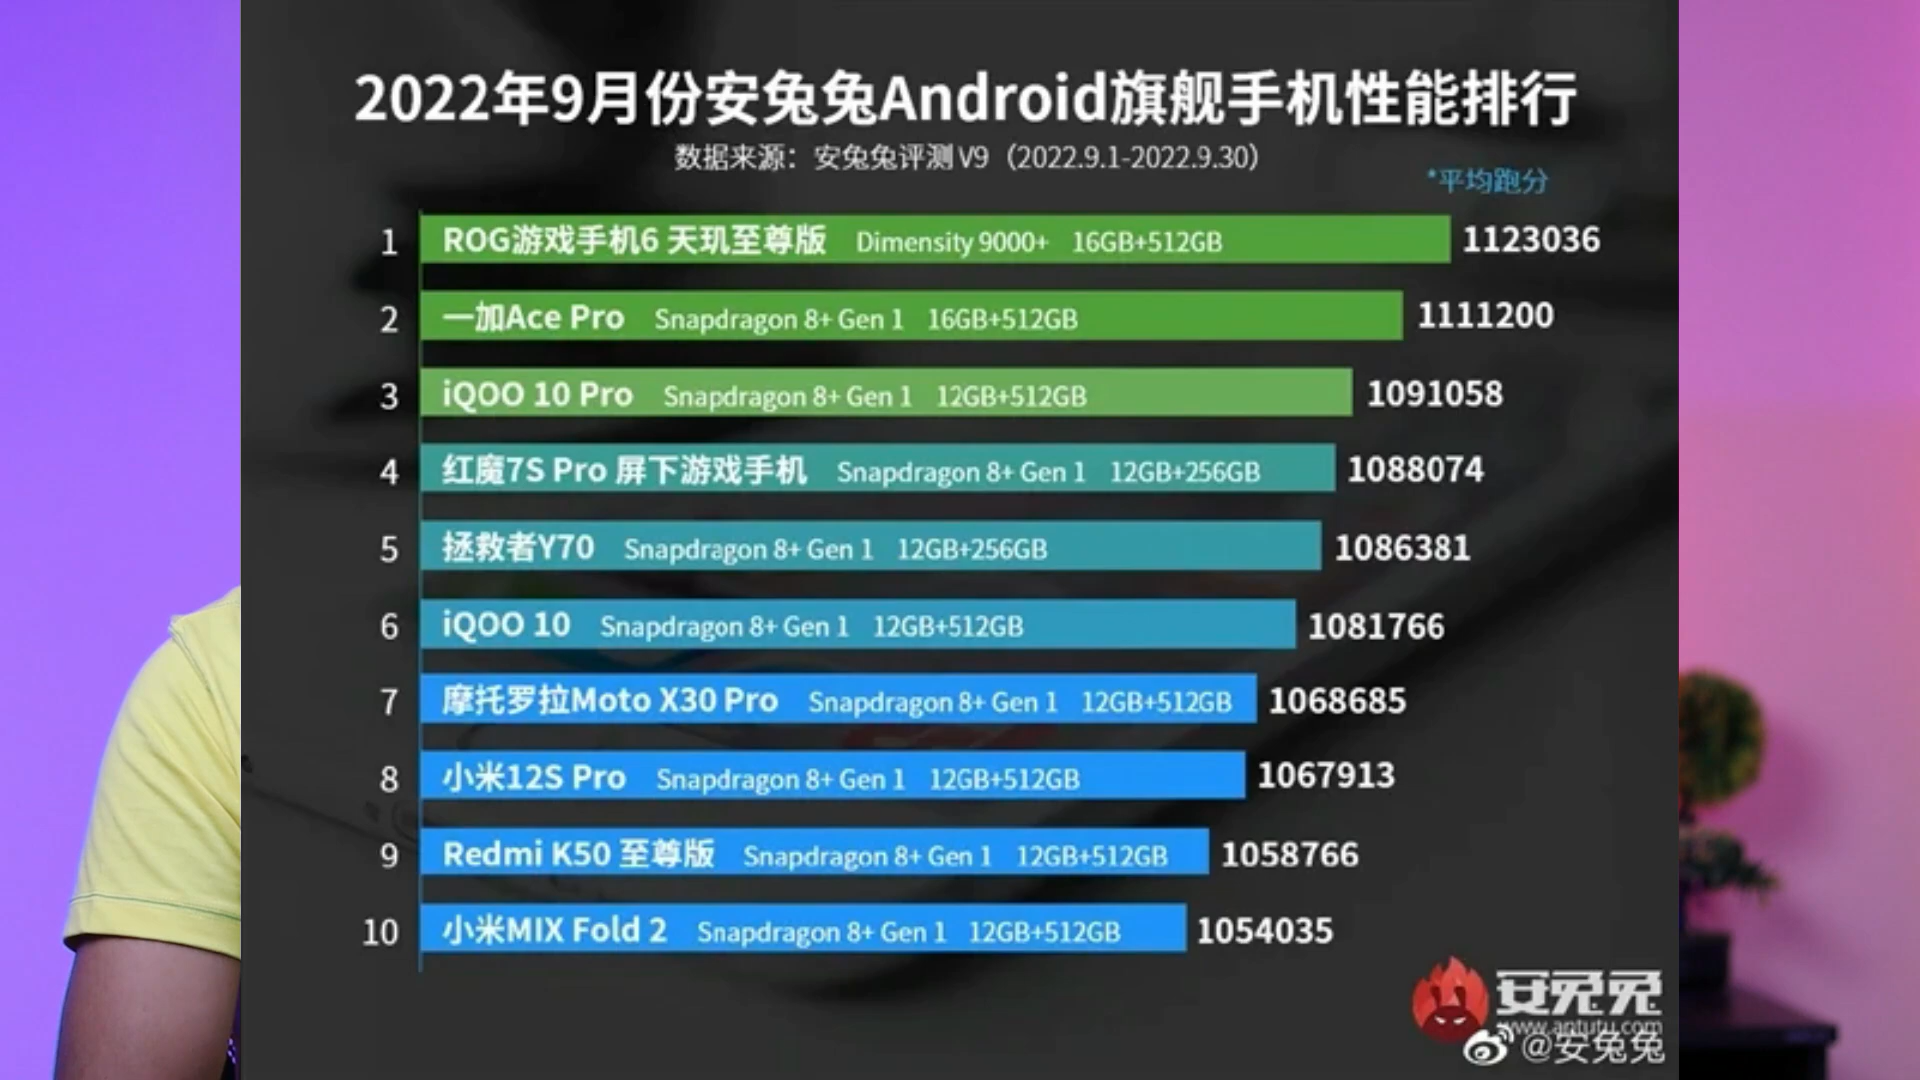 2022年9月份安兔兔Android旗舰手机性能排行
数据来源：安兔兔评测 V9（2022.9.1-2022.9.30）
*平均跑分
1 ROG游戏手机6 天玑至尊版 Dimensity 9000+ 16GB+512GB 1123036
2 一加Ace Pro Snapdragon 8+ Gen 1 16GB+512GB 1111200
3 iQOO 10 Pro Snapdragon 8+ Gen 1 12GB+512GB 1091058
4 红魔7S Pro 屏下游戏手机 Snapdragon 8+ Gen 1 12GB+256GB 1088074
5 拯救者Y70 Snapdragon 8+ Gen 1 12GB+256GB 1086381
6 iQOO 10 Snapdragon 8+ Gen 1 12GB+512GB 1081766
7 摩托罗拉Moto X30 Pro Snapdragon 8+ Gen 1 12GB+512GB 1068685
8 小米12S Pro Snapdragon 8+ Gen 1 12GB+512GB 1067913
9 Redmi K50 至尊版 Snapdragon 8+ Gen 1 12GB+512GB 1058766
10 小米MIX Fold 2 Snapdragon 8+ Gen 1 12GB+512GB 1054035
安兔兔
www.antutu.com
@安兔兔